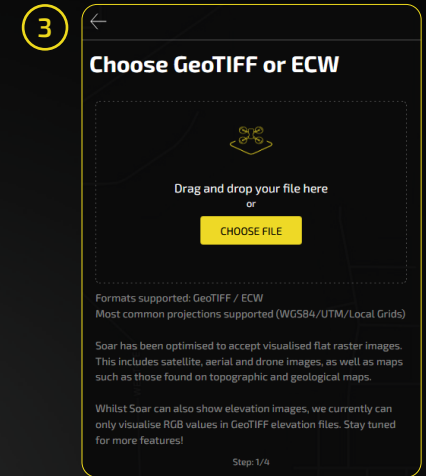 3
Choose GeoTIFF or ECW
Drag and drop your file here
or
CHOOSE FILE
Formats supported: GeoTIFF / ECW
Most common projections supported (WGS84/UTM/Local Grids)
Soar has been optimised to accept visualised flat raster images.
This includes satellite, aerial and drone images, as well as maps
such as those found on topographic and geological maps.
Whilst Soar can also show elevation images, we currently can
only visualise RGB values in GeoTIFF elevation files. Stay tuned
for more features!
Step: 1/4